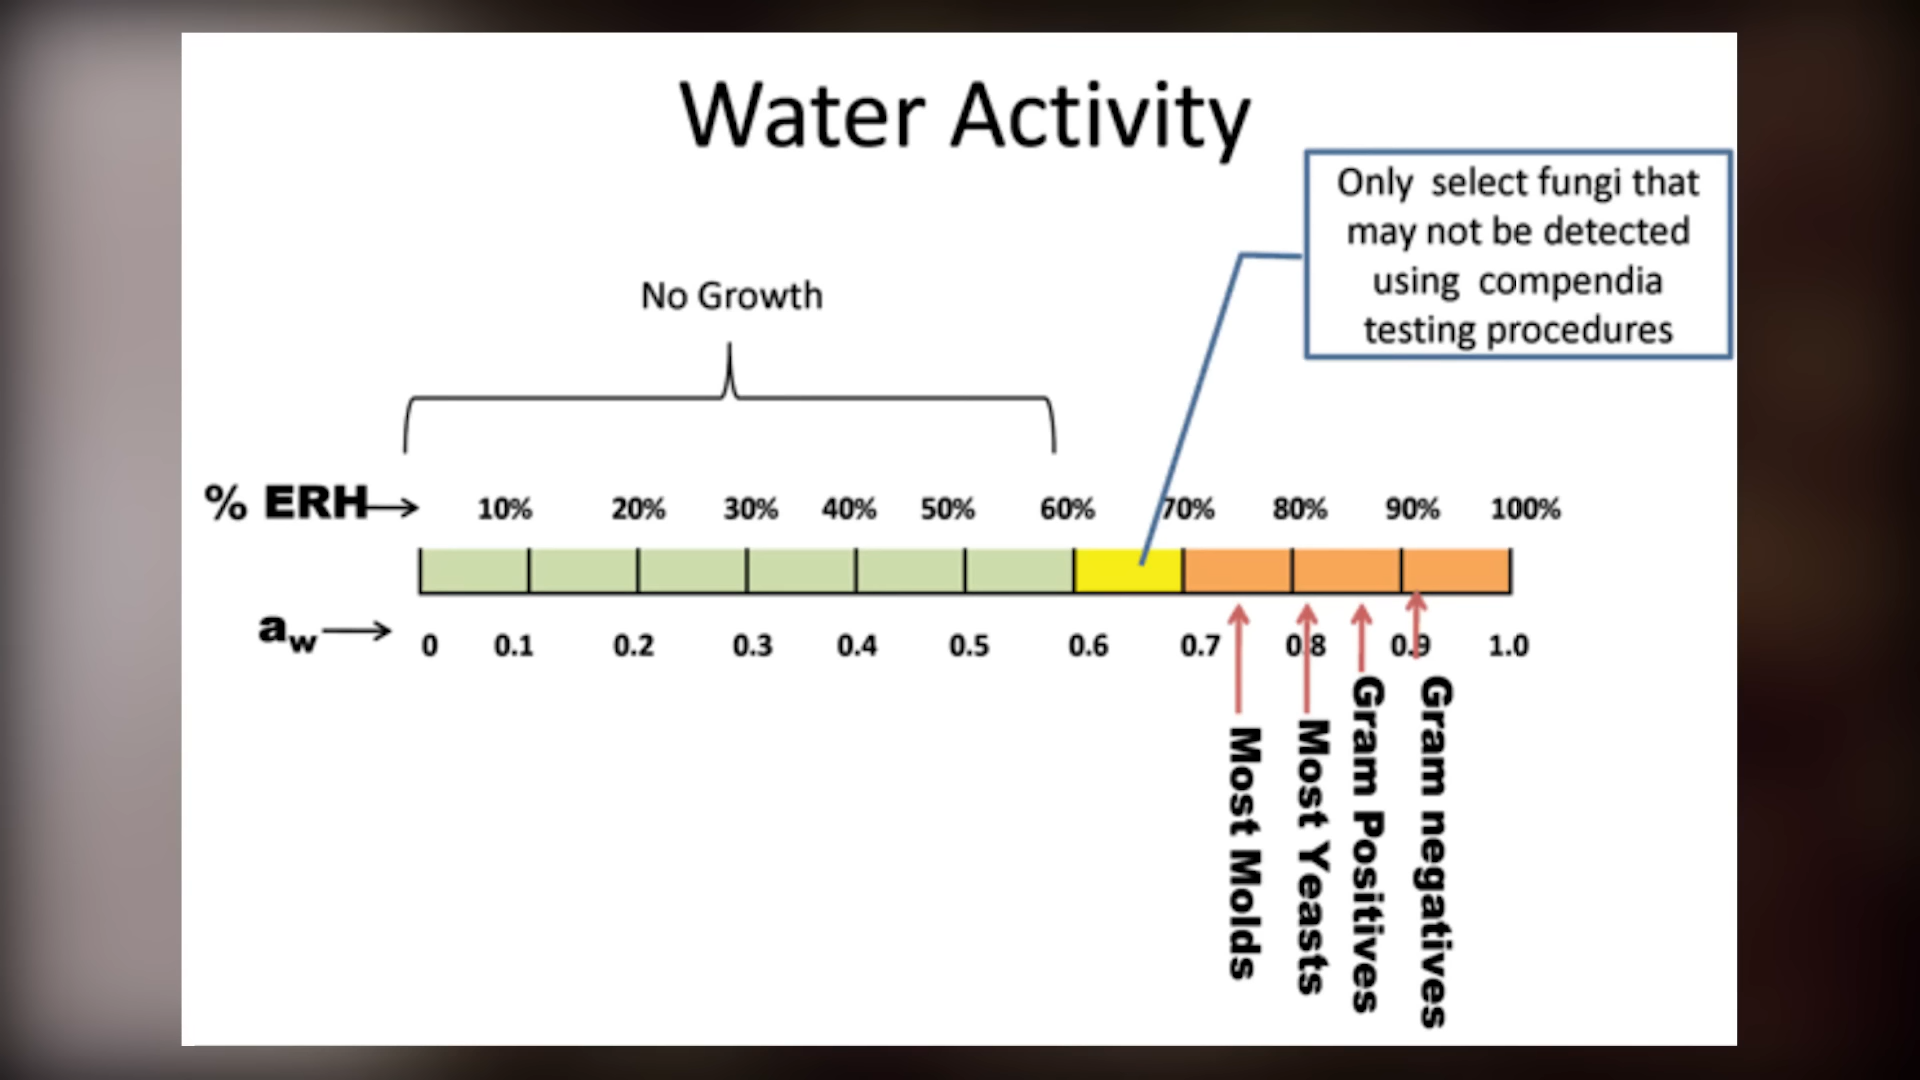 Water Activity
Only select fungi that
may not be detected
using compendia
testing procedures
No Growth
% ERH 10% 20% 30% 40% 50% 60% 70% 80% 90% 100%
aw 0 0.1 0.2 0.3 0.4 0.5 0.6 0.7 0.8 0.9 1.0
Most Molds
Most Yeasts
Gram Positives
Gram negatives